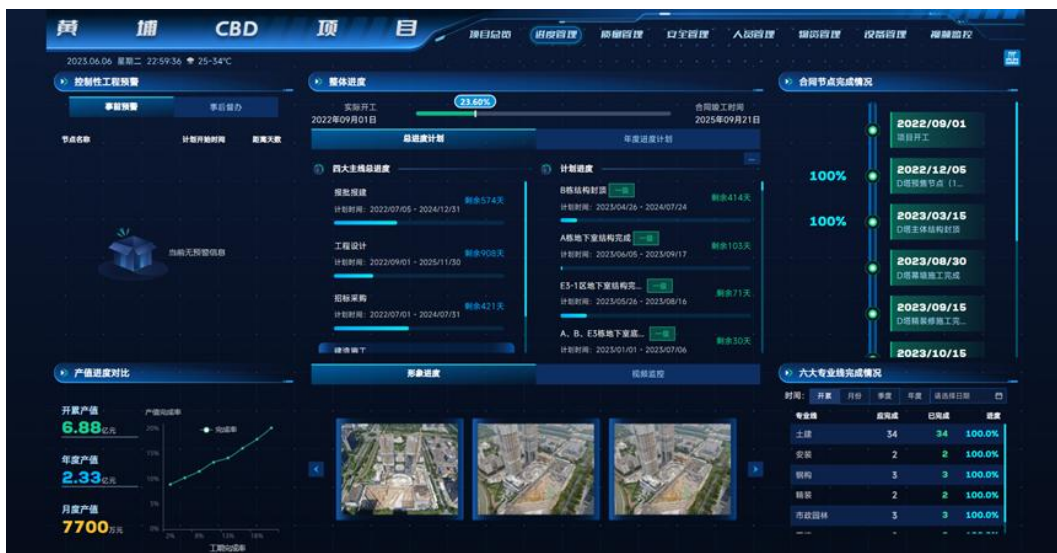 黄埔CBD项目
项目总览 进度管理 质量管理 安全管理 人员管理 物资管理 设备管理 视频监控
2023.06.06 星期二 22:59:36 25-34℃
控制性工程预警
事前预警 事后督办
节点名称 计划开始时间 距离天数
当前无预警信息
整体进度
实际开工 23.60% 合同竣工时间
2022年09月01日 2025年09月21日
总进度计划 年度进度计划
四大主线总进度
报批报建
剩余574天
计划时间: 2022/07/05 - 2024/12/31
工程设计
剩余908天
计划时间: 2022/09/01 - 2025/11/30
招标采购
剩余421天
计划时间: 2022/07/01 - 2024/07/31
建造施工
计划进度
B栋结构封顶 一级
剩余414天
计划时间: 2023/04/26 - 2024/07/24
A栋地下室结构完成 一级
剩余103天
计划时间: 2023/06/05 - 2023/09/17
E3-1区地下室结构完... 一级
剩余71天
计划时间: 2023/05/26 - 2023/08/16
A、B、E3栋地下室底... 一级
剩余30天
计划时间: 2023/01/01 - 2023/07/06
合同节点完成情况
2022/09/01
项目开工
100%
2022/12/05
D塔预售节点（1...
100%
2023/03/15
D塔主体结构封顶
2023/08/30
D塔幕墙施工完成
2023/09/15
D塔精装修施工完...
2023/10/15
产值进度对比
开累产值
6.88亿元
年度产值
2.33亿元
月度产值
7700万元
产值完成率
完成率
20%
15%
10%
5%
0%
2% 8% 13% 18%
工期完成率
形象进度 视频监控
六大专业线完成情况
时间: 开累 月份 季度 年度 请选择日期
专业线 应完成 已完成 进度
土建 34 34 100.0%
安装 2 2 100.0%
钢构 3 3 100.0%
精装 2 2 100.0%
市政园林 3 3 100.0%